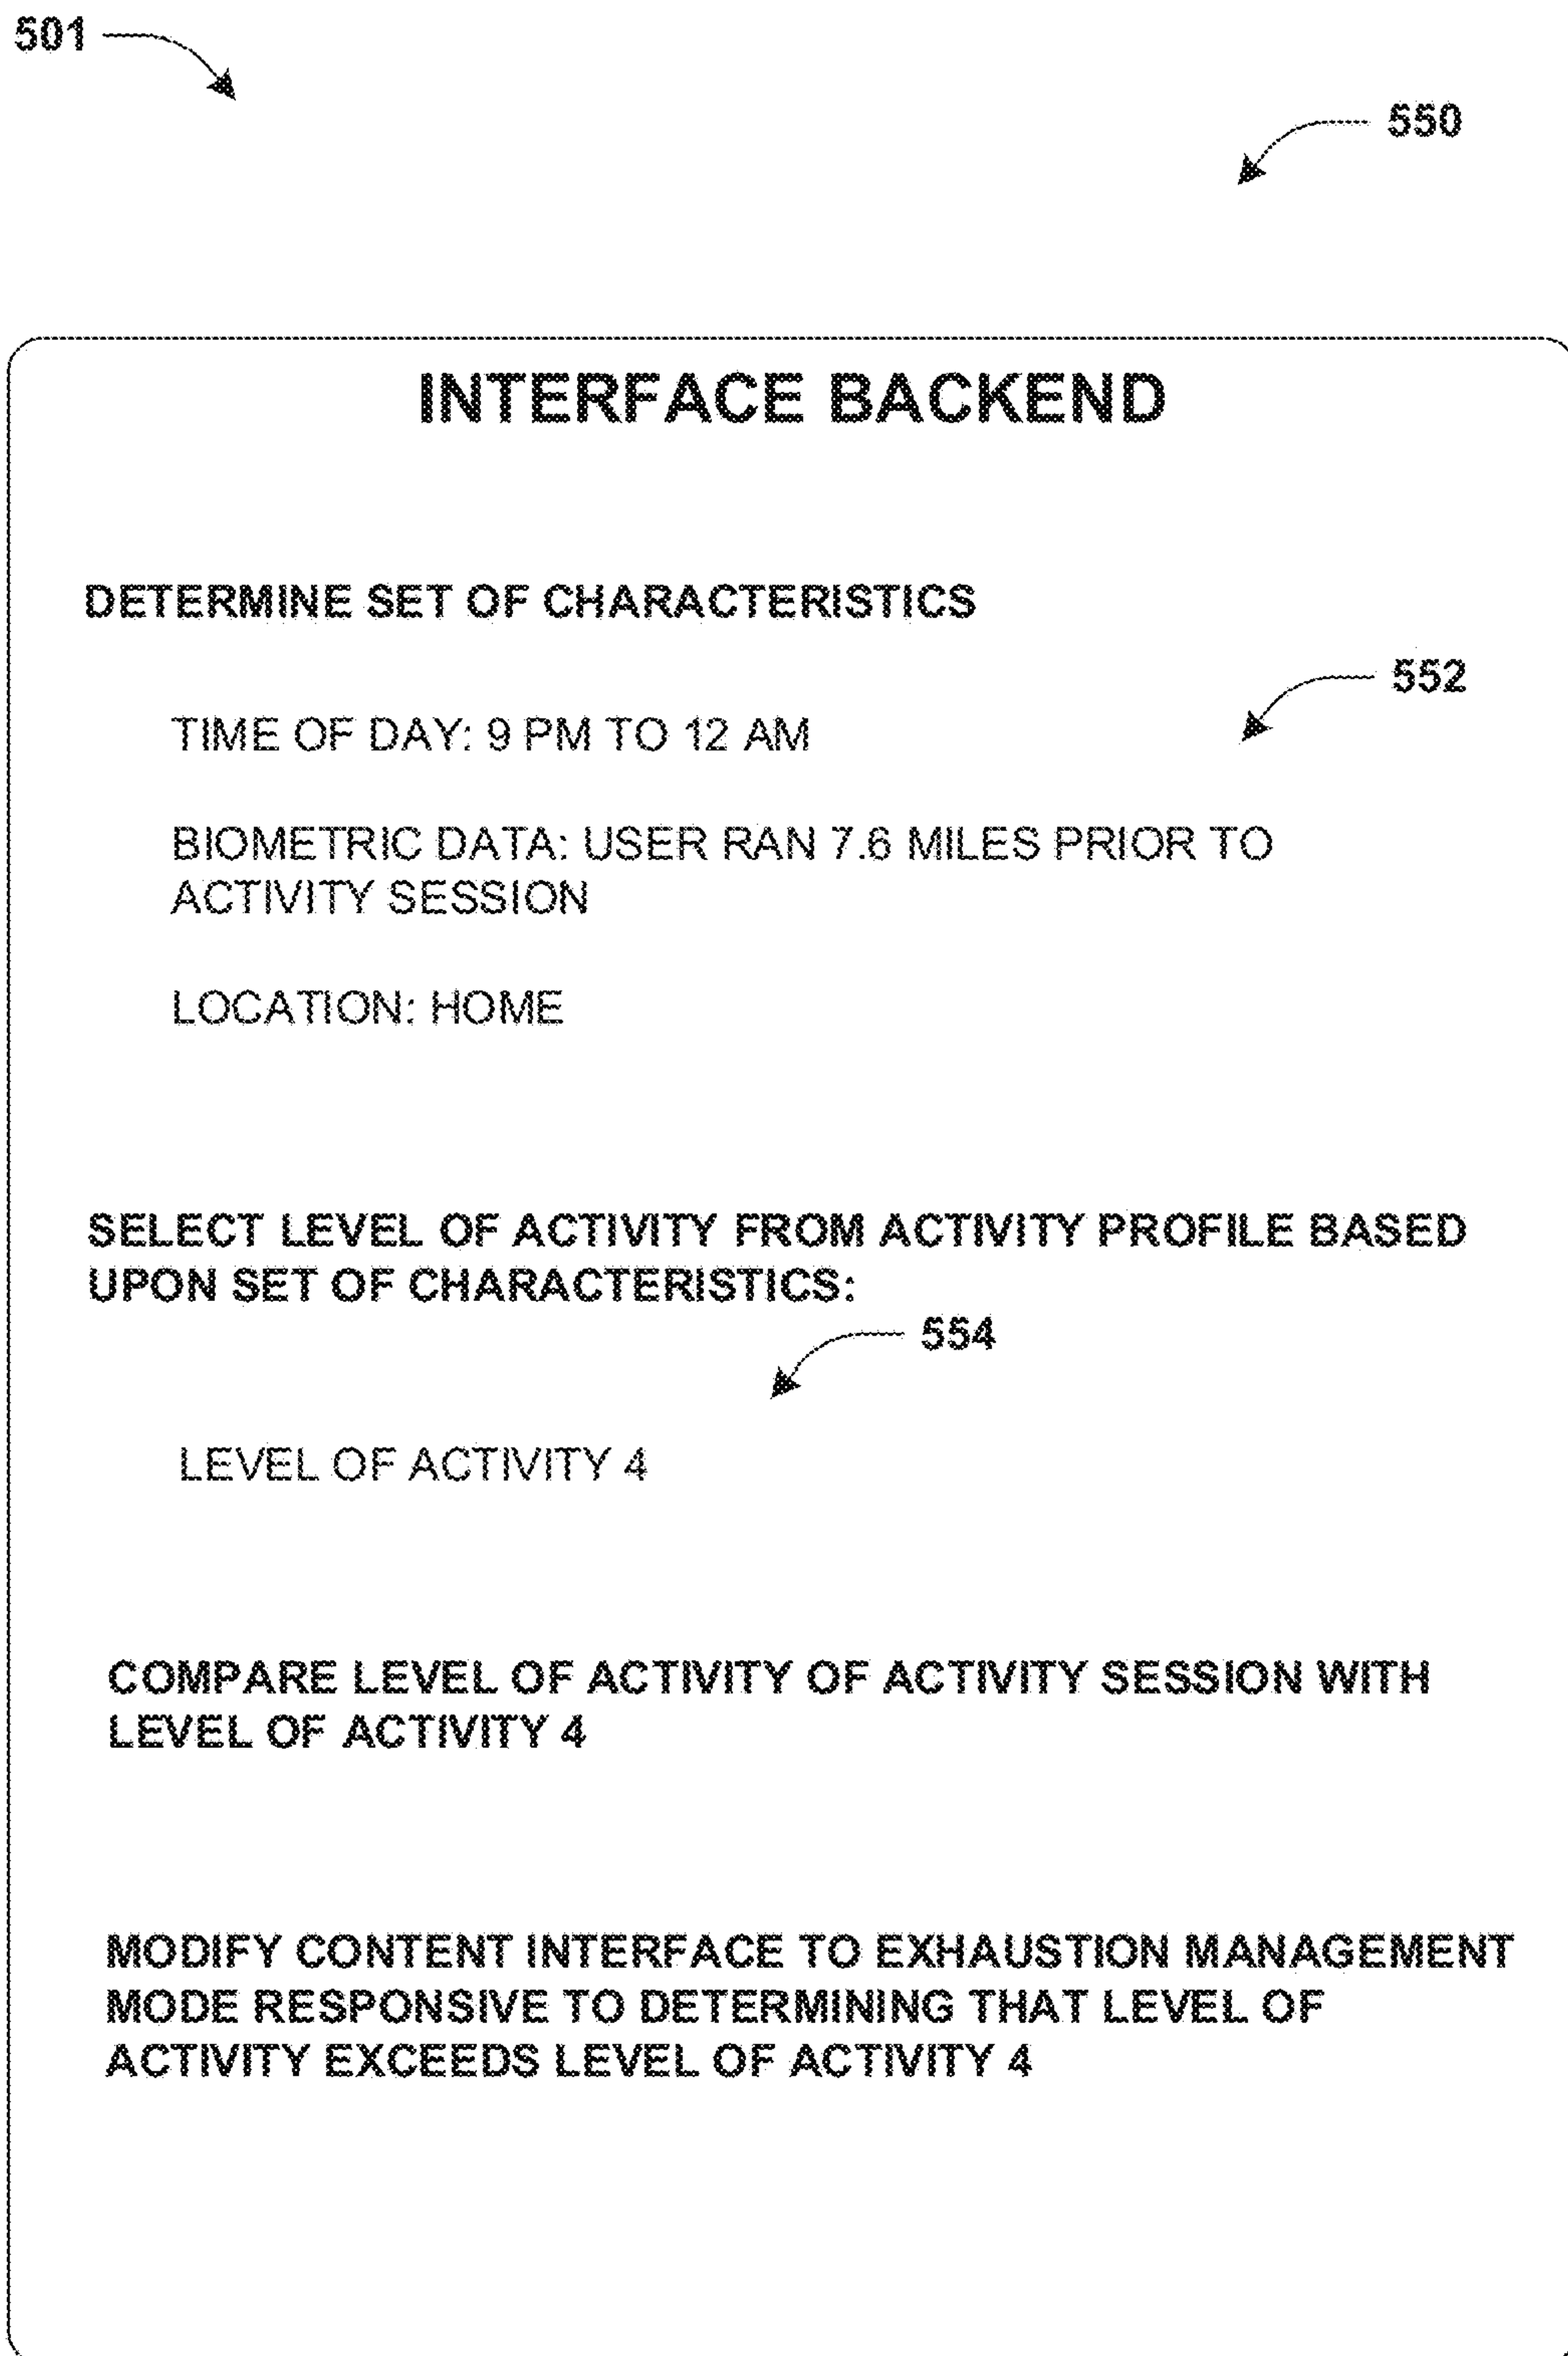 501
550
INTERFACE BACKEND
DETERMINE SET OF CHARACTERISTICS
552
TIME OF DAY: 9 PM TO 12 AM
BIOMETRIC DATA: USER RAN 7.6 MILES PRIOR TO
ACTIVITY SESSION
LOCATION: HOME
SELECT LEVEL OF ACTIVITY FROM ACTIVITY PROFILE BASED
UPON SET OF CHARACTERISTICS:
554
LEVEL OF ACTIVITY 4
COMPARE LEVEL OF ACTIVITY OF ACTIVITY SESSION WITH
LEVEL OF ACTIVITY 4
MODIFY CONTENT INTERFACE TO EXHAUSTION MANAGEMENT
MODE RESPONSIVE TO DETERMINING THAT LEVEL OF
ACTIVITY EXCEEDS LEVEL OF ACTIVITY 4